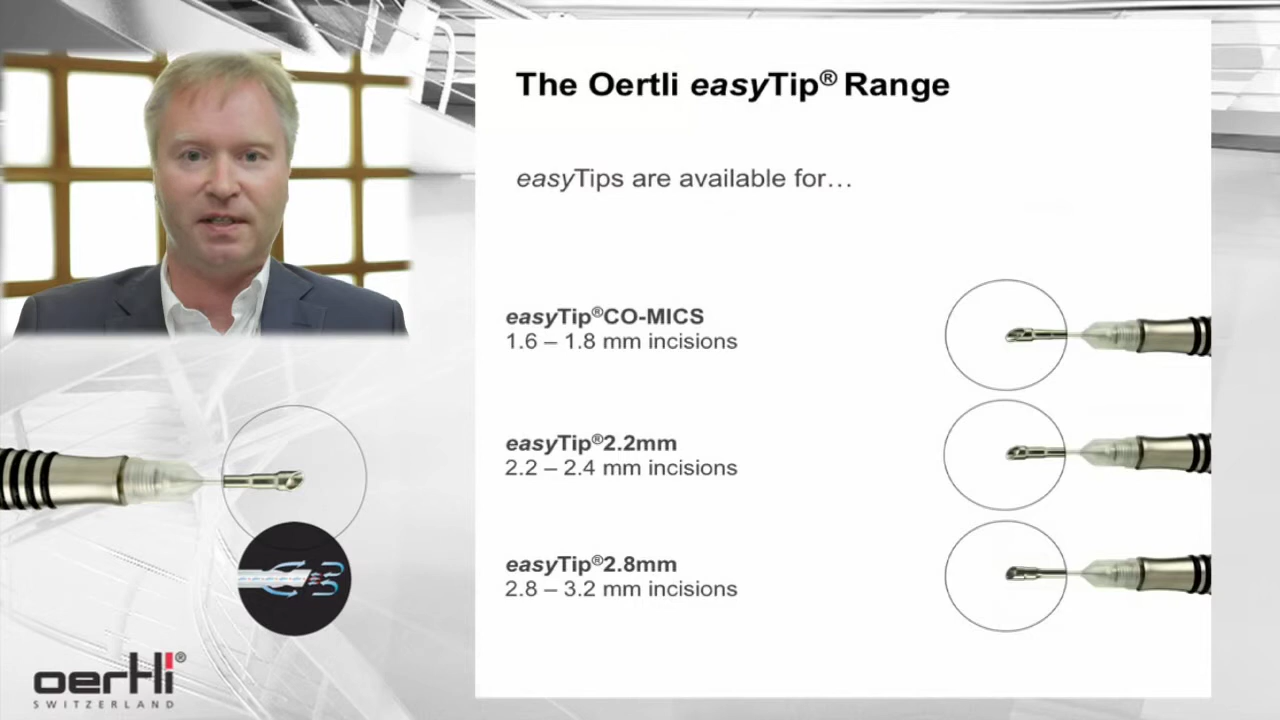 The Oertli easyTip® Range
easyTips are available for…
easyTip®CO-MICS
1.6 – 1.8 mm incisions
easyTip®2.2mm
2.2 – 2.4 mm incisions
easyTip®2.8mm
2.8 – 3.2 mm incisions
oertli®
SWITZERLAND